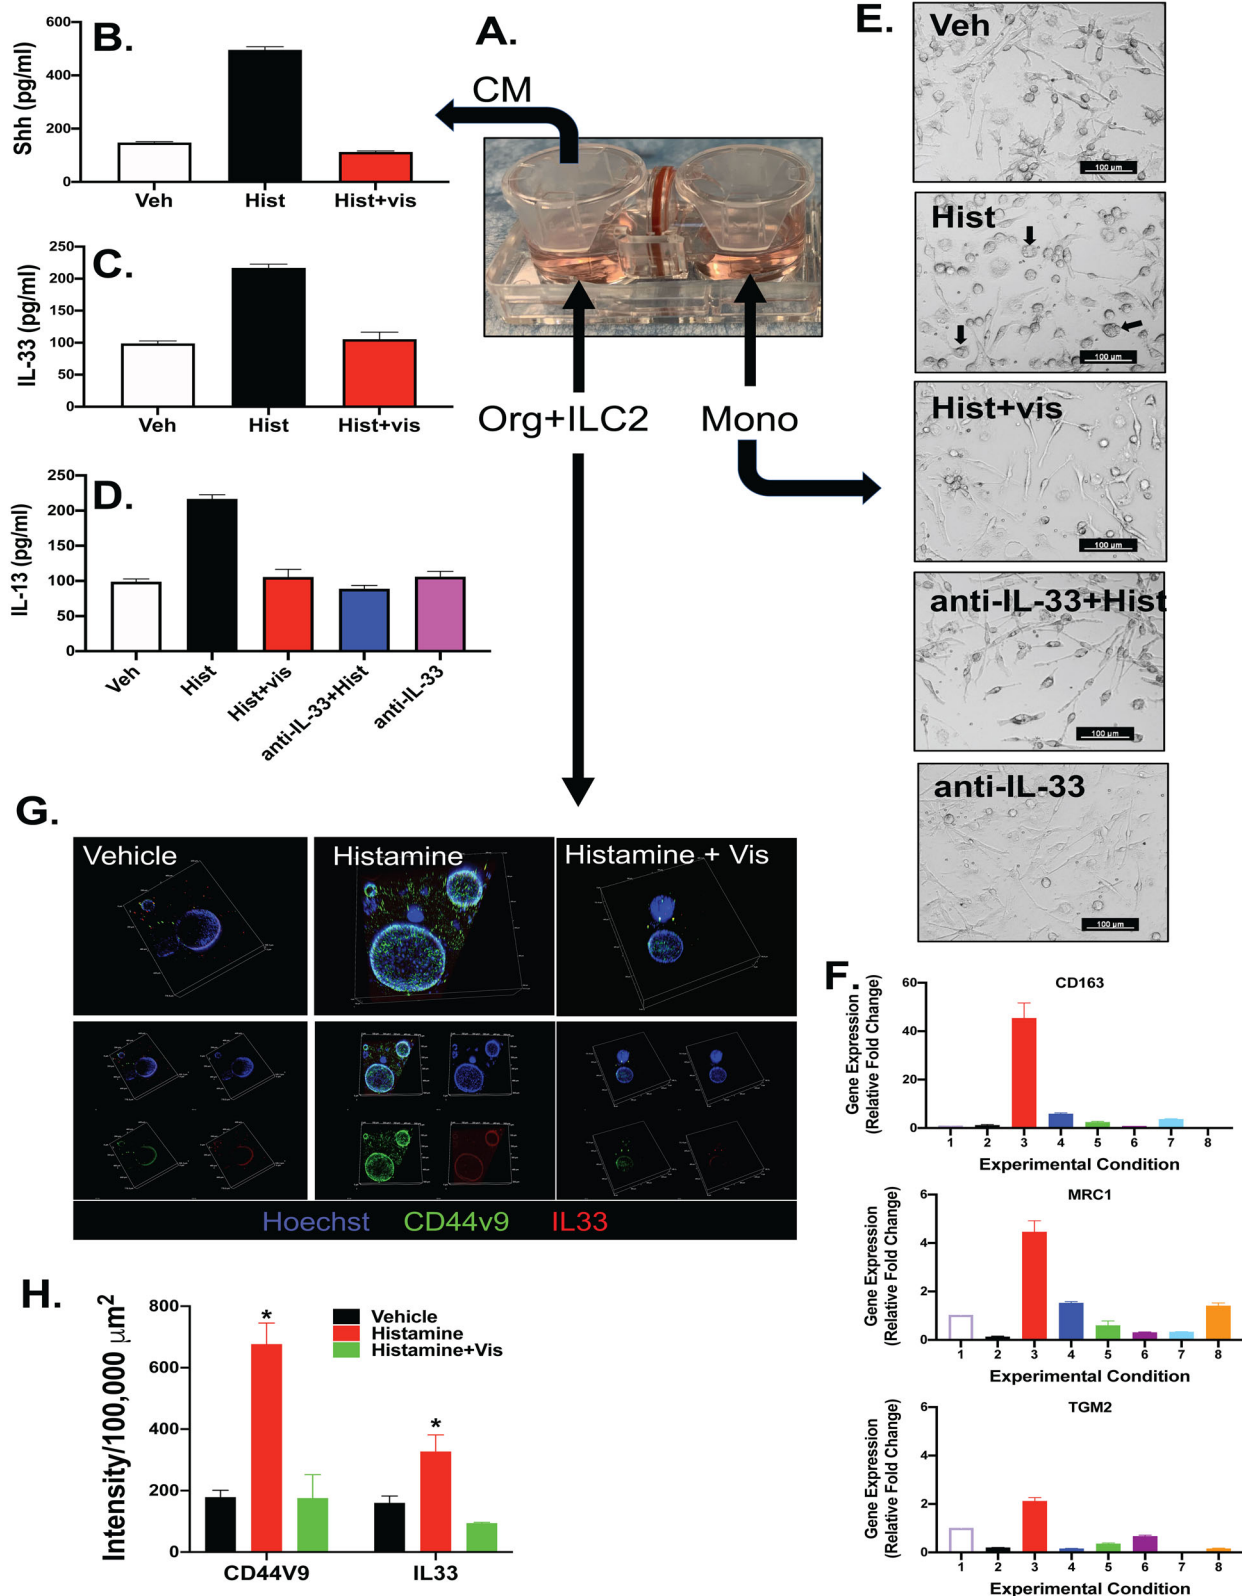 A.
CM
Org+ILC2
Mono
B.
Shh (pg/ml)
600
400
200
0
Veh
Hist
Hist+vis
C.
IL-33 (pg/ml)
250
200
150
100
50
0
Veh
Hist
Hist+vis
D.
IL-13 (pg/ml)
250
200
150
100
50
0
Veh
Hist
Hist+vis
anti-IL-33+Hist
anti-IL-33
E.
Veh
100 µm
Hist
100 µm
Hist+vis
100 µm
anti-IL-33+Hist
100 µm
anti-IL-33
100 µm
F.
CD163
Gene Expression
(Relative Fold Change)
60
40
20
0
1 2 3 4 5 6 7 8
Experimental Condition
MRC1
Gene Expression
(Relative Fold Change)
6
4
2
0
1 2 3 4 5 6 7 8
Experimental Condition
TGM2
Gene Expression
(Relative Fold Change)
6
4
2
0
1 2 3 4 5 6 7 8
Experimental Condition
G.
Vehicle
Histamine
Histamine + Vis
Hoechst CD44v9 IL33
H.
Intensity/100,000 µm²
800
600
400
200
0
*
*
Vehicle
Histamine
Histamine+Vis
CD44V9
IL33